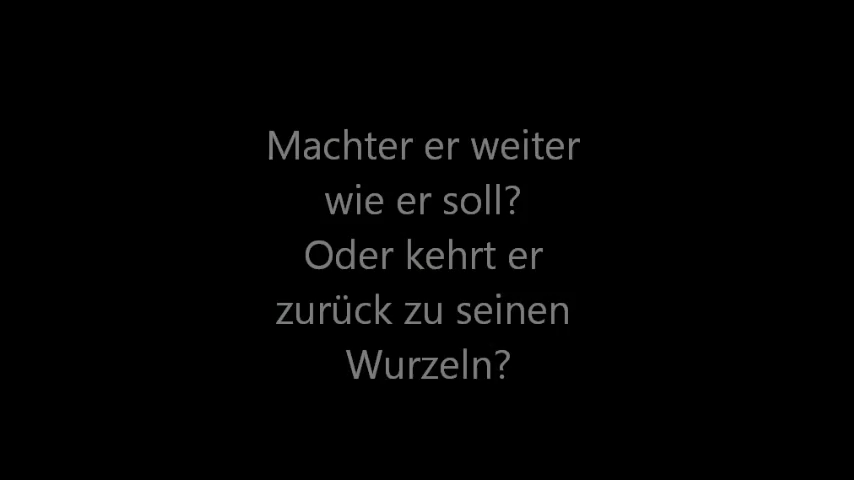 Machter er weiter
wie er soll?
Oder kehrt er
zurück zu seinen
Wurzeln?